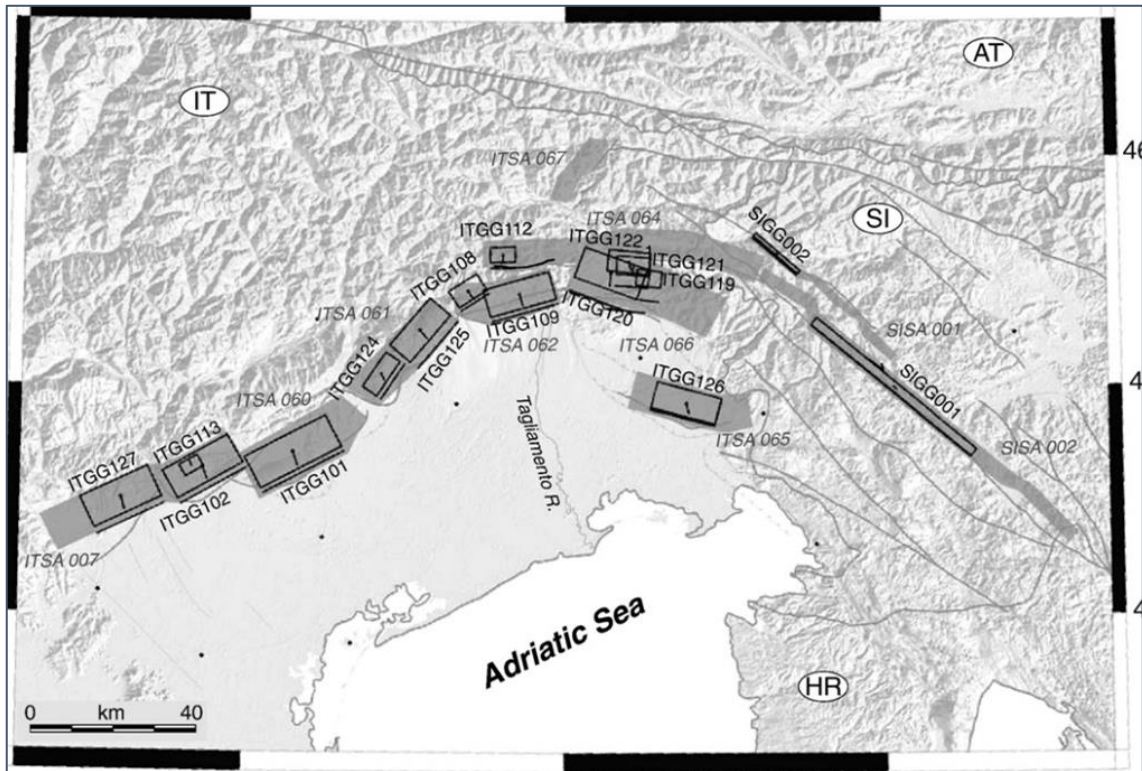 AT
IT
46
ITSA 067
SI
ITSA 064
SIGG002
ITGG112
ITGG122
ITGG121
ITGG108
ITGG119
ITSA 061
ITGG109
ITGG120
SISA 001
ITGG124
ITGG125
ITSA 062
ITSA 066
SIGG001
4
ITGG126
ITSA 060
ITSA 065
SISA 002
ITGG113
Tagliamento R.
ITGG127
ITGG101
ITGG102
ITSA 007
4
Adriatic Sea
HR
0 km 40